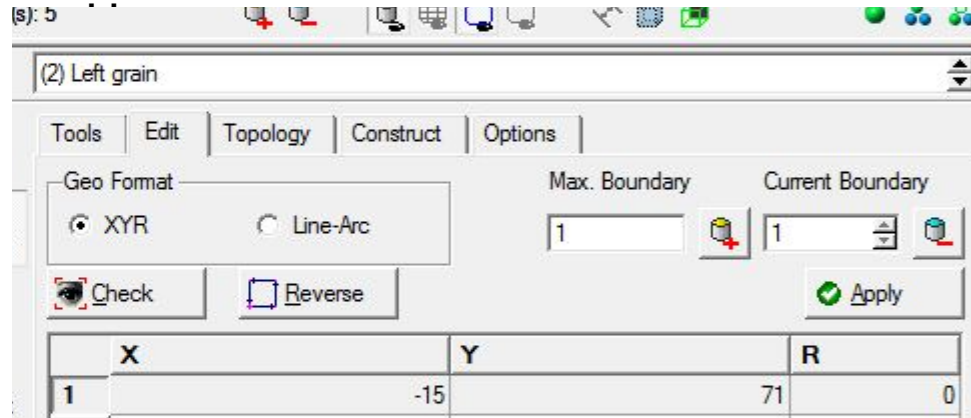 (s): 5
(2) Left grain
Tools Edit Topology Construct Options
Geo Format Max. Boundary Current Boundary
XYR Line-Arc 1 1
Check Reverse Apply
X Y R
1 -15 71 0